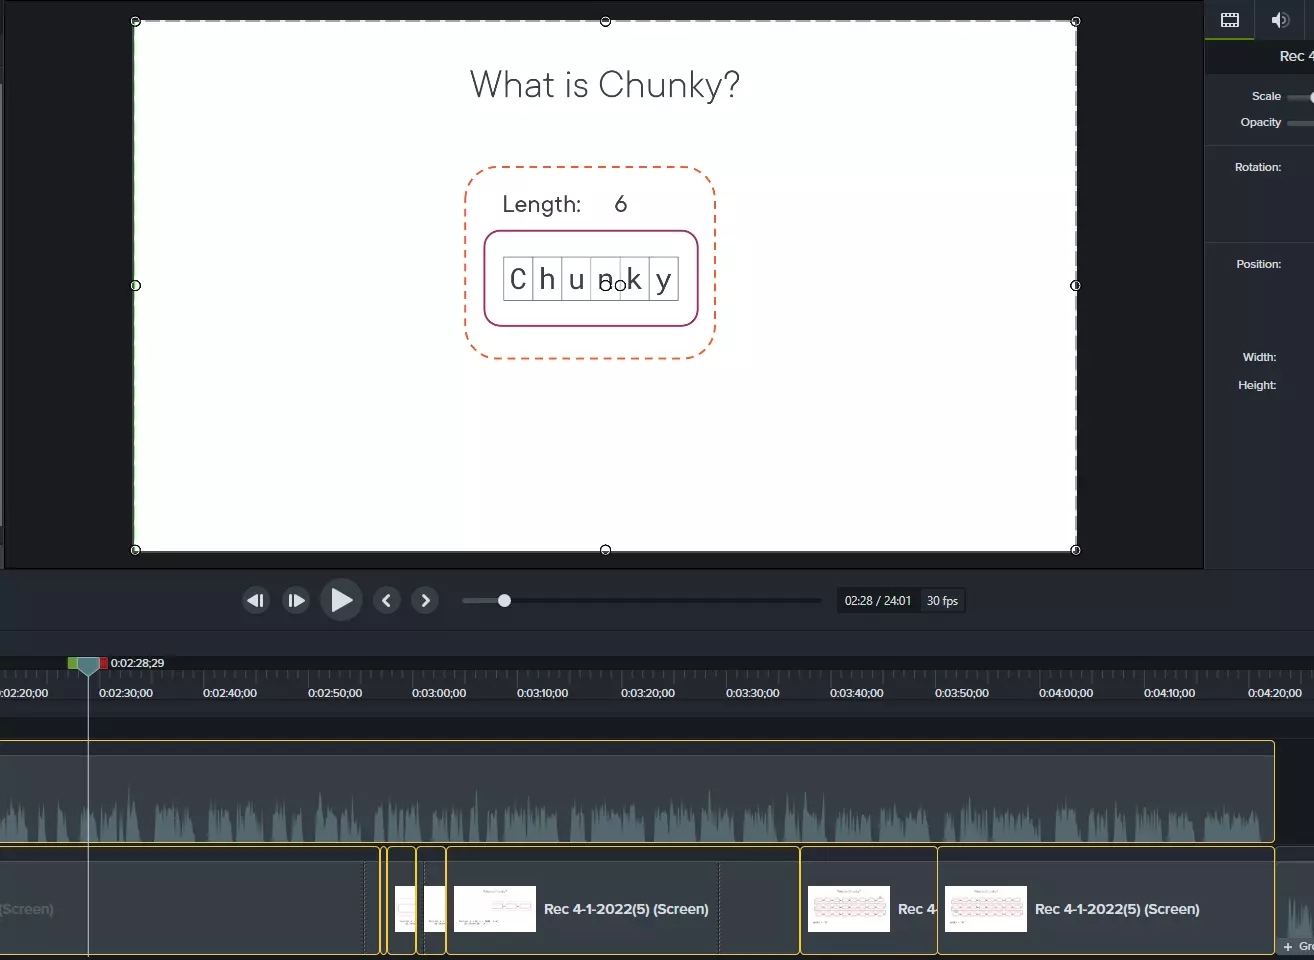 What is Chunky?
Length: 6
C h u n k y
Rec 4
Scale
Opacity
Rotation:
Position:
Width:
Height:
02:28 / 24:01 30 fps
0:02:28;29
:02:20;00 0:02:30;00 0:02:40;00 0:02:50;00 0:03:00;00 0:03:10;00 0:03:20;00 0:03:30;00 0:03:40;00 0:03:50;00 0:04:00;00 0:04:10;00 0:04:20;00
(Screen) Rec 4-1-2022(5) (Screen) Rec 4- Rec 4-1-2022(5) (Screen)
+ Gro